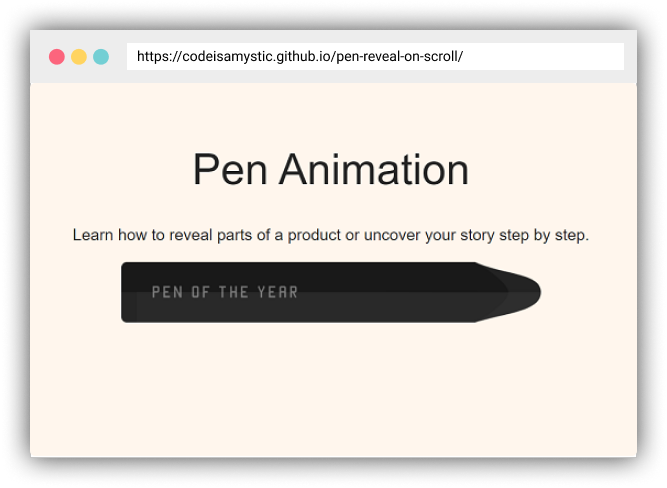 https://codeisamystic.github.io/pen-reveal-on-scroll/
Pen Animation
Learn how to reveal parts of a product or uncover your story step by step.
PEN OF THE YEAR